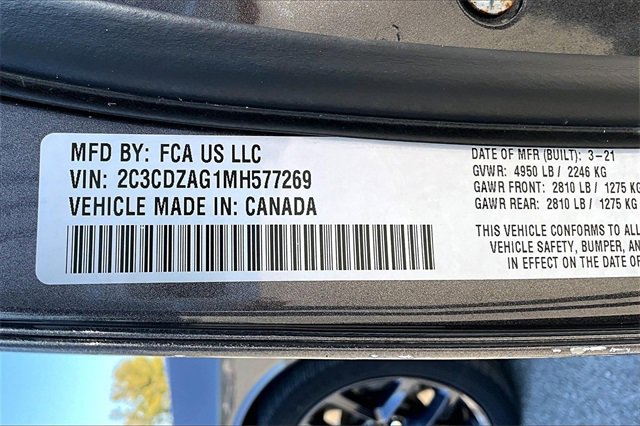 MFD BY: FCA US LLC
VIN: 2C3CDZAG1MH577269
VEHICLE MADE IN: CANADA
DATE OF MFR (BUILT): 3-21
GVWR: 4950 LB / 2246 KG
GAWR FRONT: 2810 LB / 1275 KG
GAWR REAR: 2810 LB / 1275 KG
THIS VEHICLE CONFORMS TO ALL
VEHICLE SAFETY, BUMPER, AN
IN EFFECT ON THE DATE OF